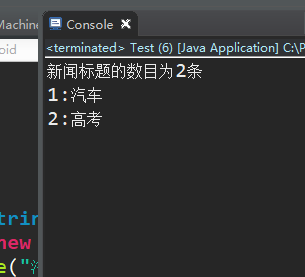 Machine
Console
oid
<terminated> Test (6) [Java Application] C:\P
新闻标题的数目为2条
1:汽车
2:高考
trin
new
e("